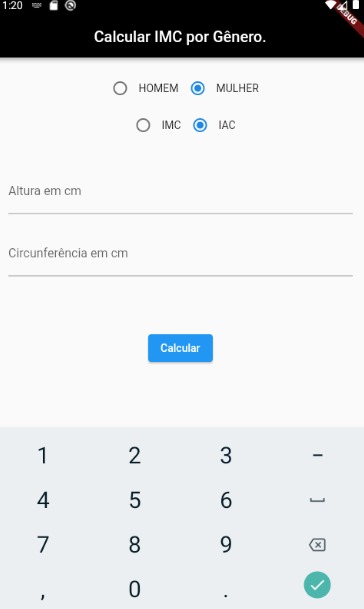 1:20
DEBUG
Calcular IMC por Gênero.
HOMEM MULHER
IMC IAC
Altura em cm
Circunferência em cm
Calcular
1 2 3 -
4 5 6
7 8 9
, 0 .